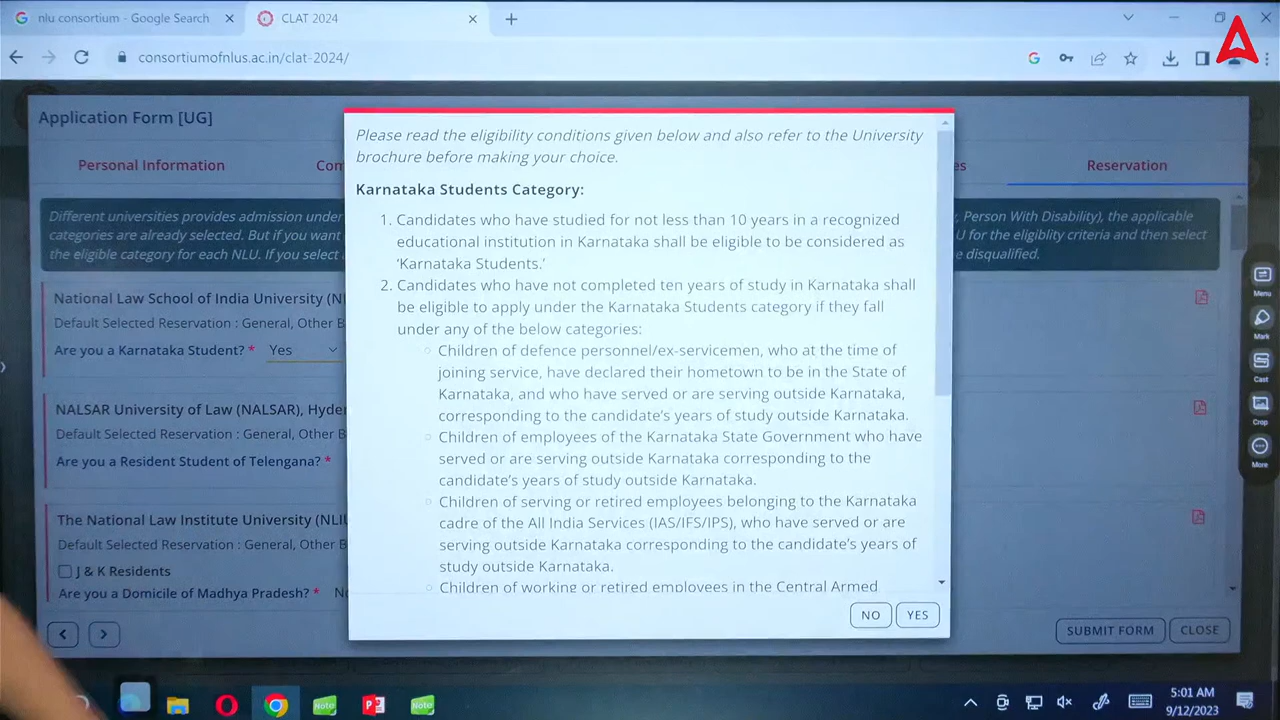 nlu consortium - Google Search
CLAT 2024
consortiumofnlus.ac.in/clat-2024/
Application Form [UG]
Personal Information
Reservation
Different universities provides admission under
, Person With Disability), the applicable
categories are already selected. But if you want
U for the eligiblity criteria and then select
the eligible category for each NLU. If you select
disqualified.
National Law School of India University (
Default Selected Reservation : General, Other B
Are you a Karnataka Student? * Yes
NALSAR University of Law (NALSAR), Hyder
Default Selected Reservation : General, Other B
Are you a Resident Student of Telengana? *
The National Law Institute University (NLIU
Default Selected Reservation : General, Other B
J & K Residents
Are you a Domicile of Madhya Pradesh? * No
Please read the eligibility conditions given below and also refer to the University
brochure before making your choice.
Karnataka Students Category:
1. Candidates who have studied for not less than 10 years in a recognized
educational institution in Karnataka shall be eligible to be considered as
‘Karnataka Students.’
2. Candidates who have not completed ten years of study in Karnataka shall
be eligible to apply under the Karnataka Students category if they fall
under any of the below categories:
Children of defence personnel/ex-servicemen, who at the time of
joining service, have declared their hometown to be in the State of
Karnataka, and who have served or are serving outside Karnataka,
corresponding to the candidate’s years of study outside Karnataka.
Children of employees of the Karnataka State Government who have
served or are serving outside Karnataka corresponding to the
candidate’s years of study outside Karnataka.
Children of serving or retired employees belonging to the Karnataka
cadre of the All India Services (IAS/IFS/IPS), who have served or are
serving outside Karnataka corresponding to the candidate’s years of
study outside Karnataka.
Children of working or retired employees in the Central Armed
NO YES
SUBMIT FORM CLOSE
Menu
Mark
Cast
Crop
More
Note
Note
5:01 AM
9/12/2023